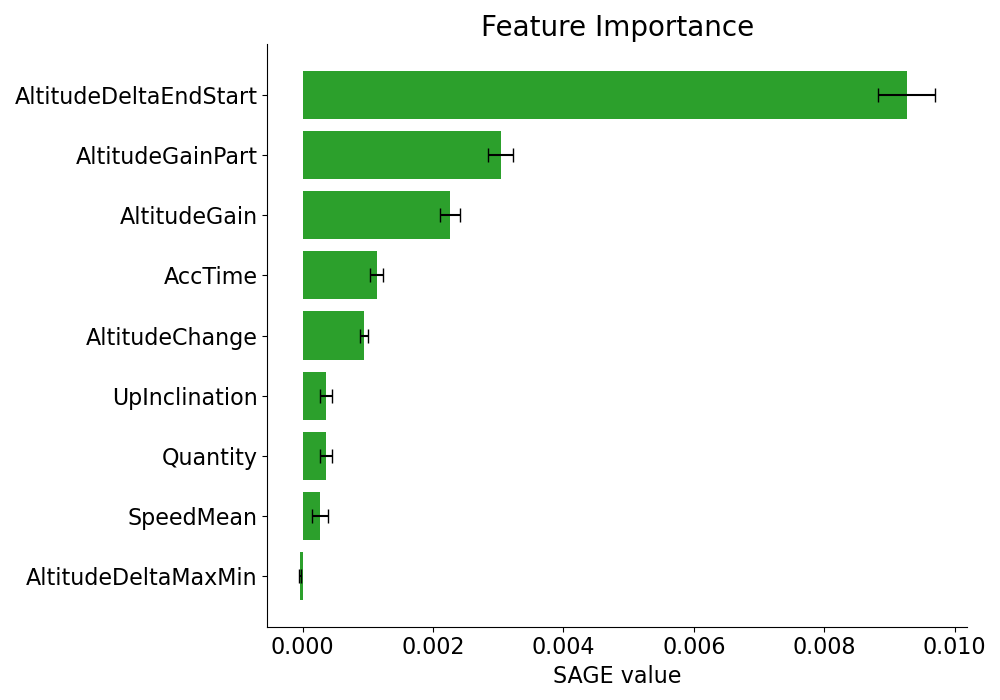 Feature Importance
AltitudeDeltaEndStart
AltitudeGainPart
AltitudeGain
AccTime
AltitudeChange
UpInclination
Quantity
SpeedMean
AltitudeDeltaMaxMin
0.000 0.002 0.004 0.006 0.008 0.010
SAGE value